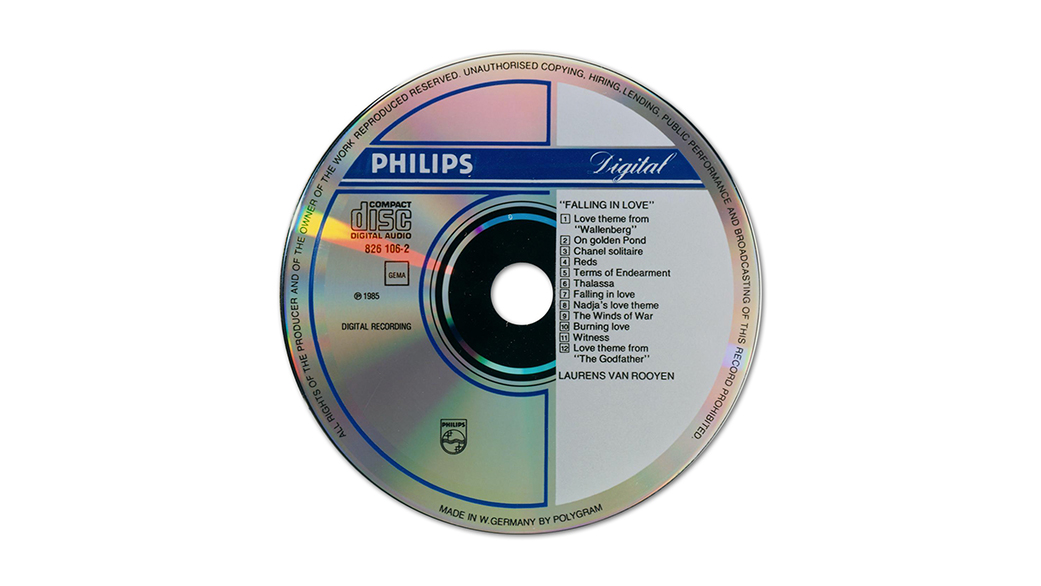 ALL RIGHTS OF THE PRODUCER AND OF THE OWNER OF THE WORK REPRODUCED RESERVED. UNAUTHORISED COPYING, HIRING, LENDING, PUBLIC PERFORMANCE AND BROADCASTING OF THIS RECORD PROHIBITED.
PHILIPS
Digital
COMPACT
disc
DIGITAL AUDIO
826 106-2
GEMA
℗ 1985
DIGITAL RECORDING
PHILIPS
"FALLING IN LOVE"
1 Love theme from
"Wallenberg"
2 On golden Pond
3 Chanel solitaire
4 Reds
5 Terms of Endearment
6 Thalassa
7 Falling in love
8 Nadja's love theme
9 The Winds of War
10 Burning love
11 Witness
12 Love theme from
"The Godfather"
LAURENS VAN ROOYEN
MADE IN W.GERMANY BY POLYGRAM